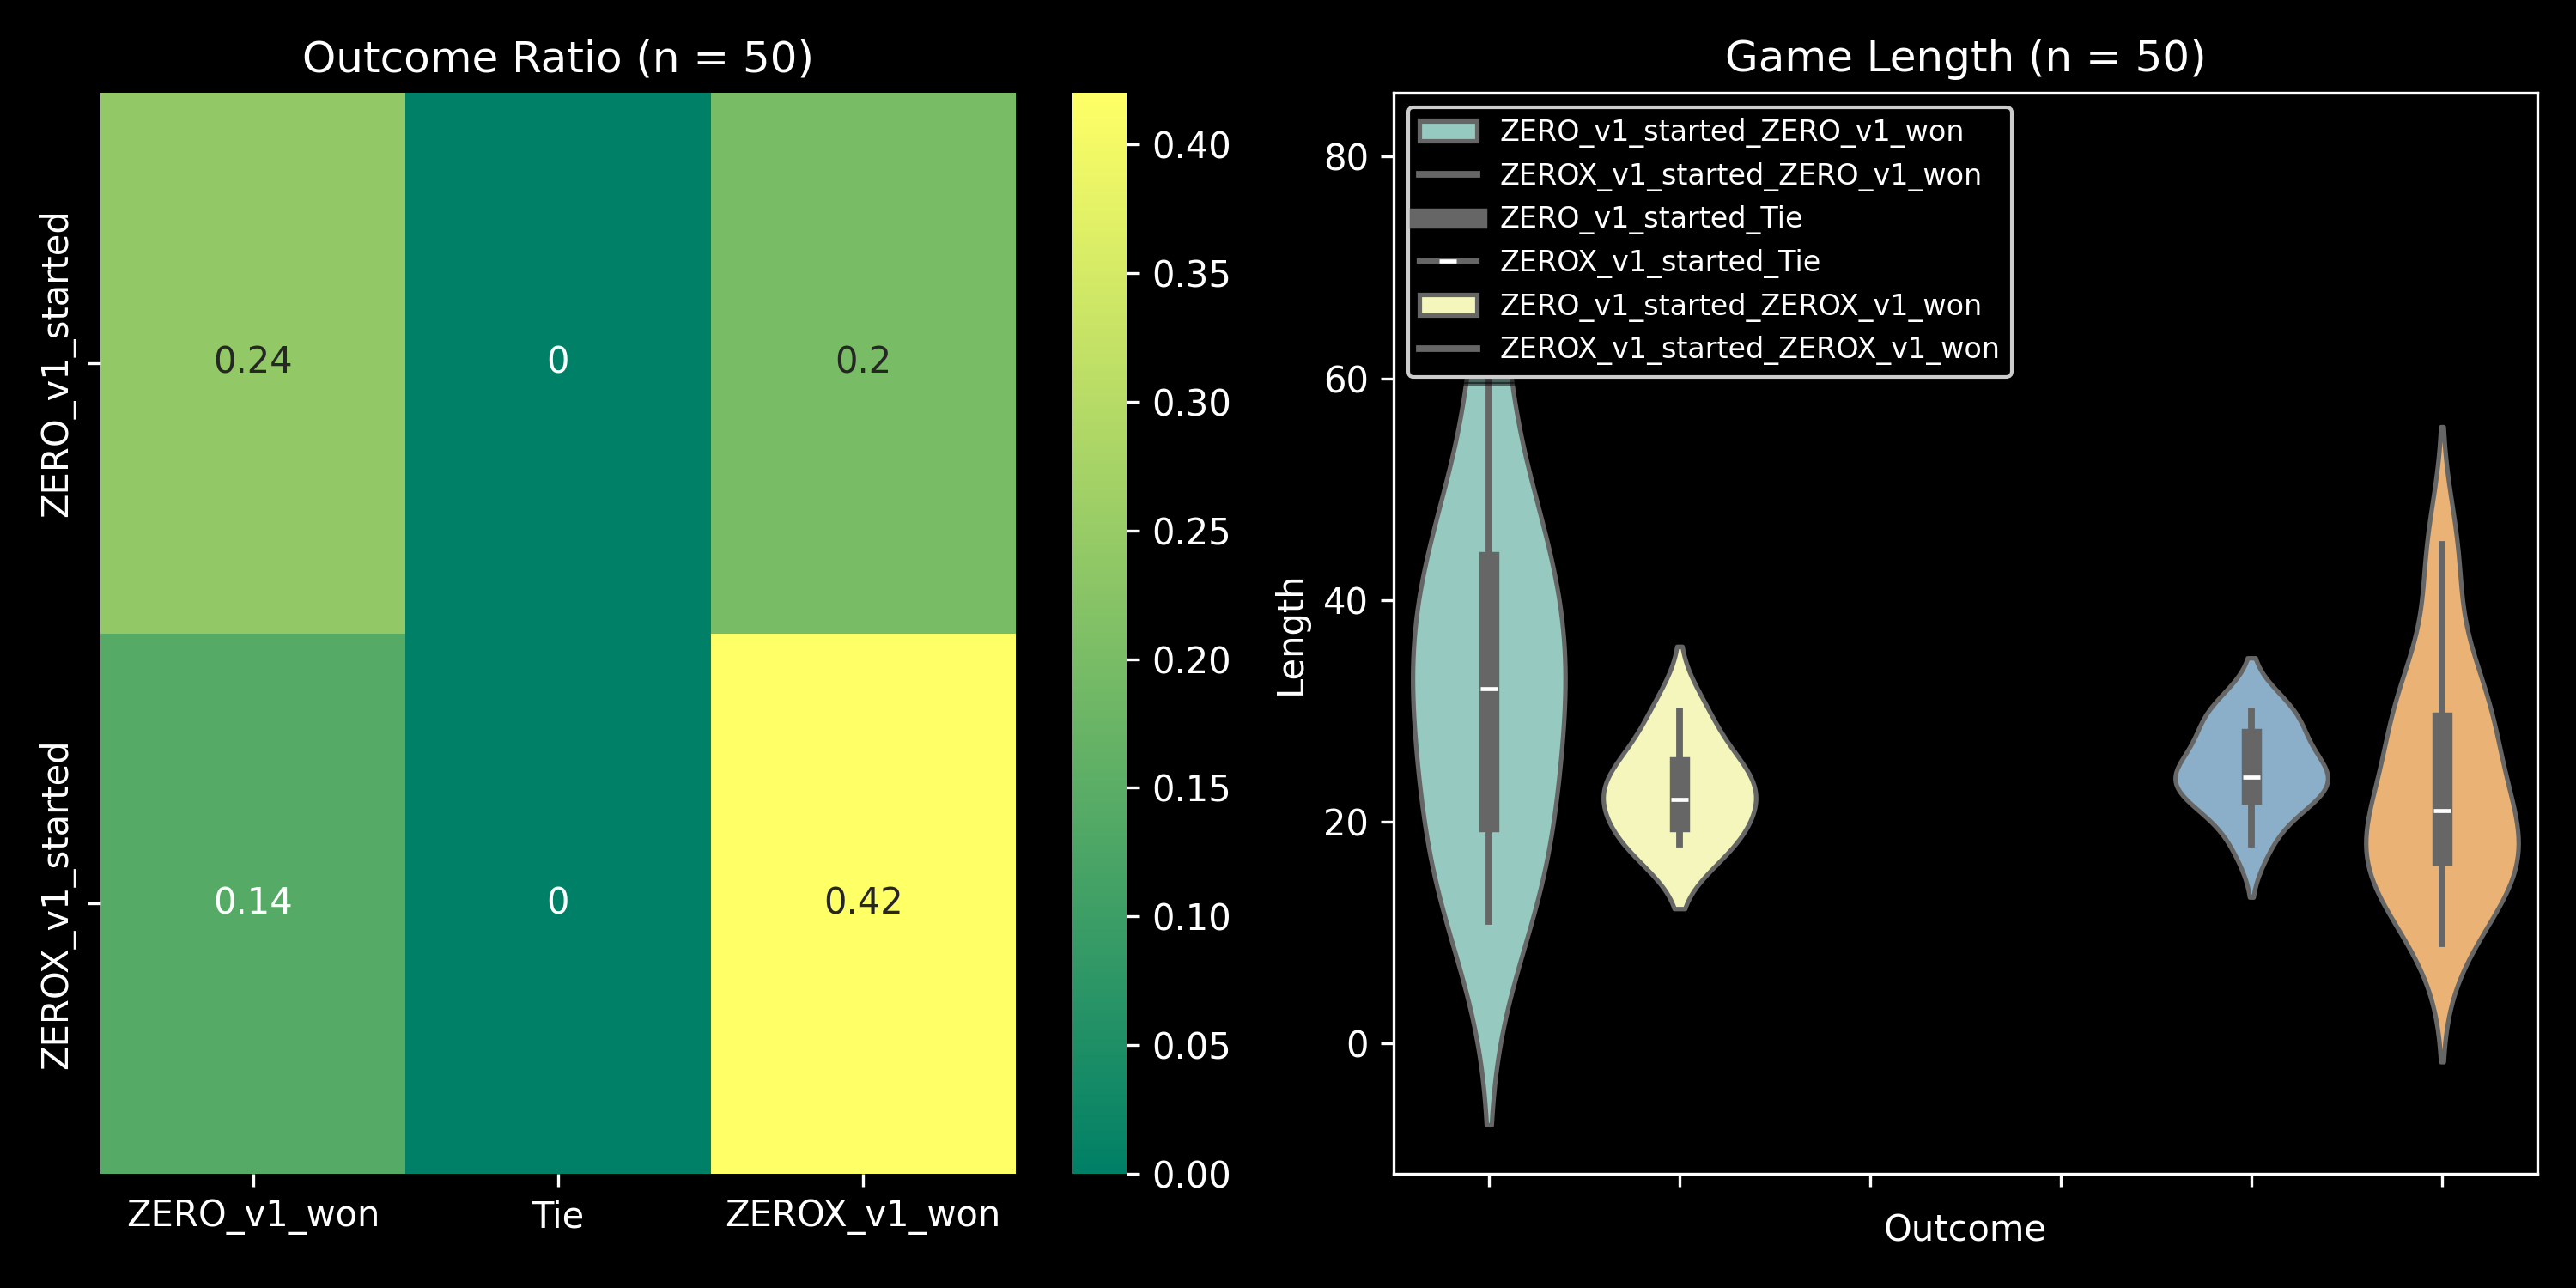 Outcome Ratio (n = 50)
ZERO_v1_started
ZEROX_v1_started
0.24
0
0.2
0.14
0
0.42
ZERO_v1_won
Tie
ZEROX_v1_won
0.40
0.35
0.30
0.25
0.20
0.15
0.10
0.05
0.00
Game Length (n = 50)
Length
80
60
40
20
0
ZERO_v1_started_ZERO_v1_won
ZEROX_v1_started_ZERO_v1_won
ZERO_v1_started_Tie
ZEROX_v1_started_Tie
ZERO_v1_started_ZEROX_v1_won
ZEROX_v1_started_ZEROX_v1_won
Outcome